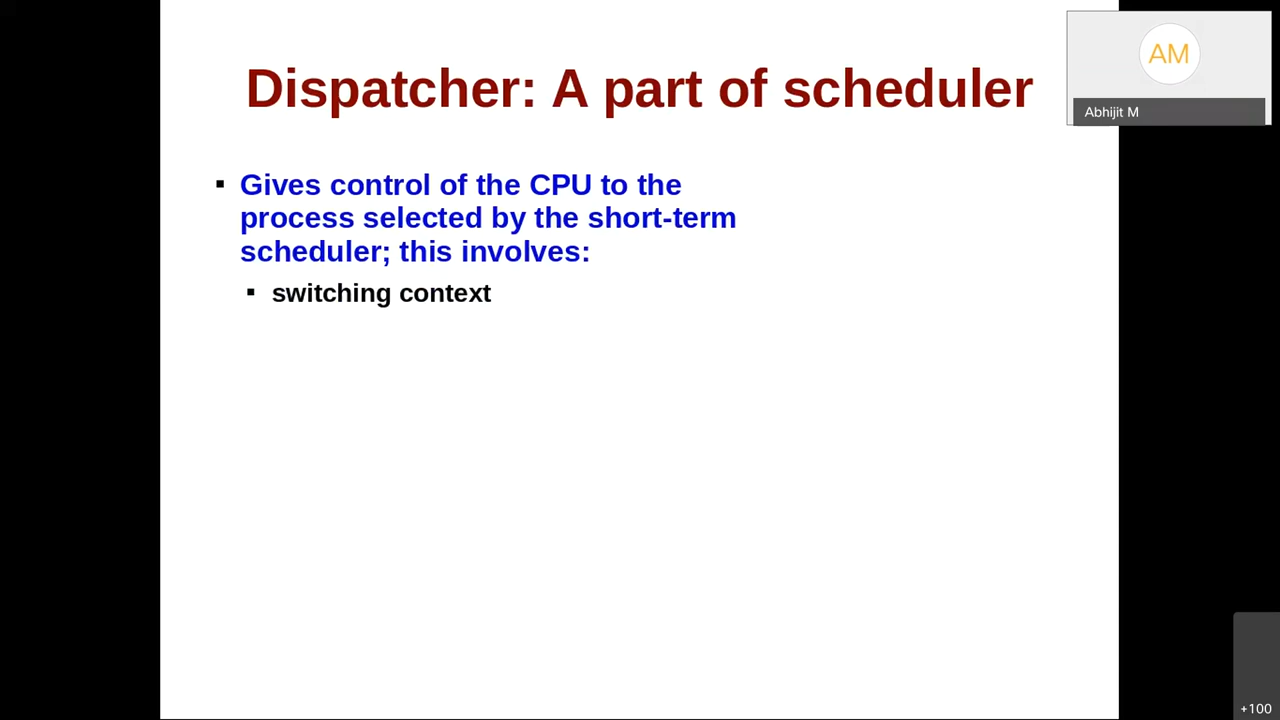 Dispatcher: A part of scheduler
AM
Abhijit M
▪ Gives control of the CPU to the
process selected by the short-term
scheduler; this involves:
▪ switching context
+100